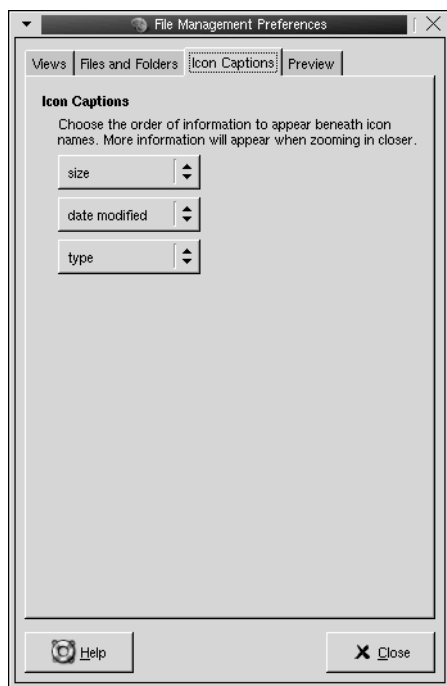 File Management Preferences
Views
Files and Folders
Icon Captions
Preview
Icon Captions
Choose the order of information to appear beneath icon
names. More information will appear when zooming in closer.
size
date modified
type
Help
Close